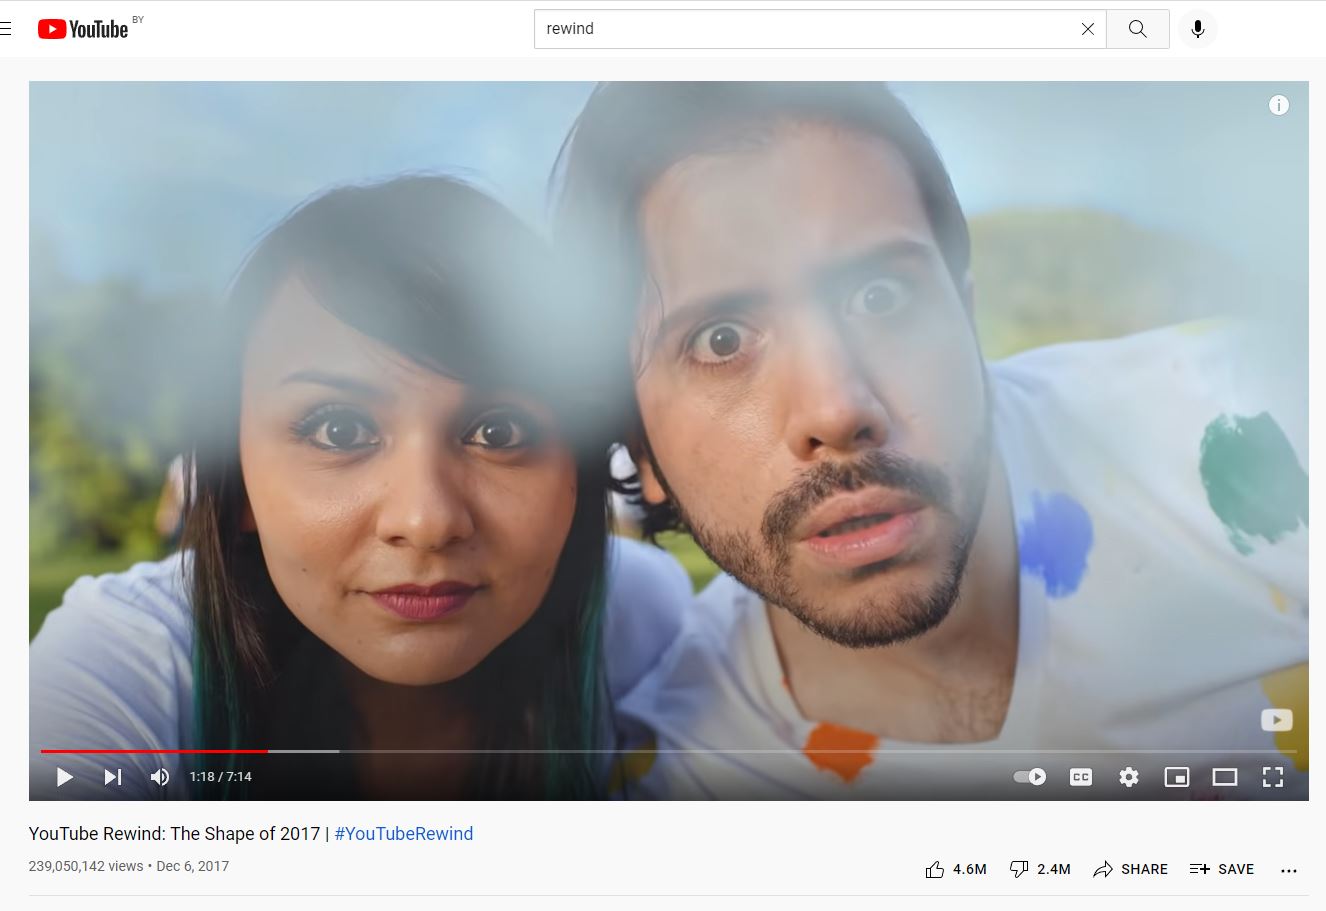 YouTube BY
rewind
1:18 / 7:14
CC
YouTube Rewind: The Shape of 2017 | #YouTubeRewind
239,050,142 views • Dec 6, 2017
4.6M 2.4M SHARE SAVE